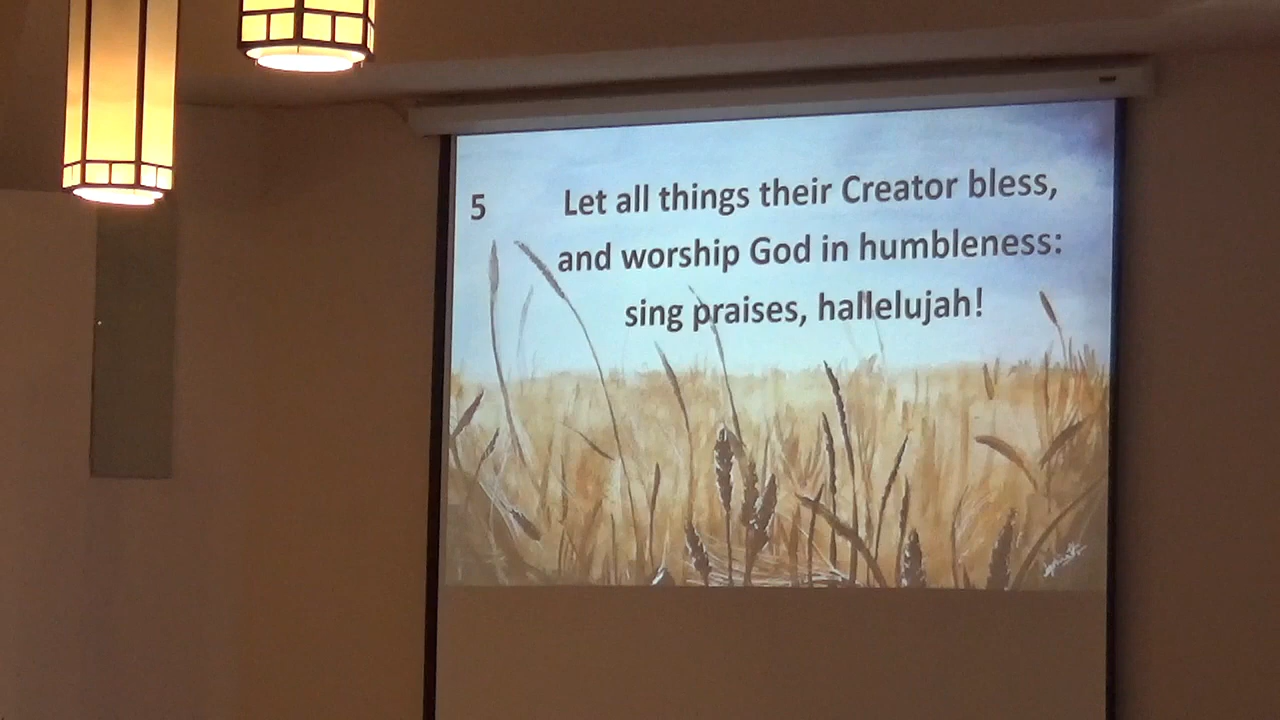 5 Let all things their Creator bless,
and worship God in humbleness:
sing praises, hallelujah!